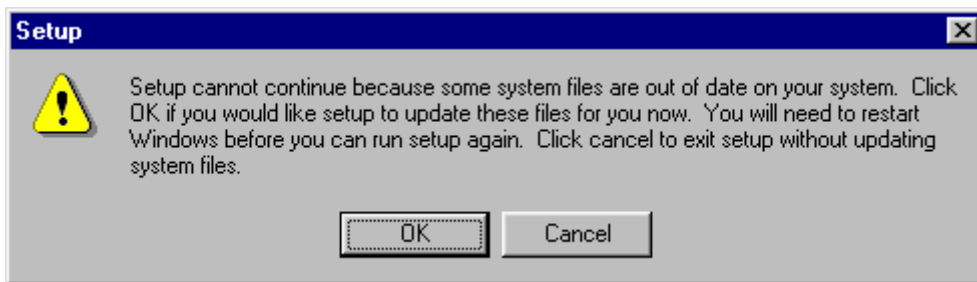 Setup
Setup cannot continue because some system files are out of date on your system.  Click
OK if you would like setup to update these files for you now.  You will need to restart
Windows before you can run setup again.  Click cancel to exit setup without updating
system files.
OK
Cancel